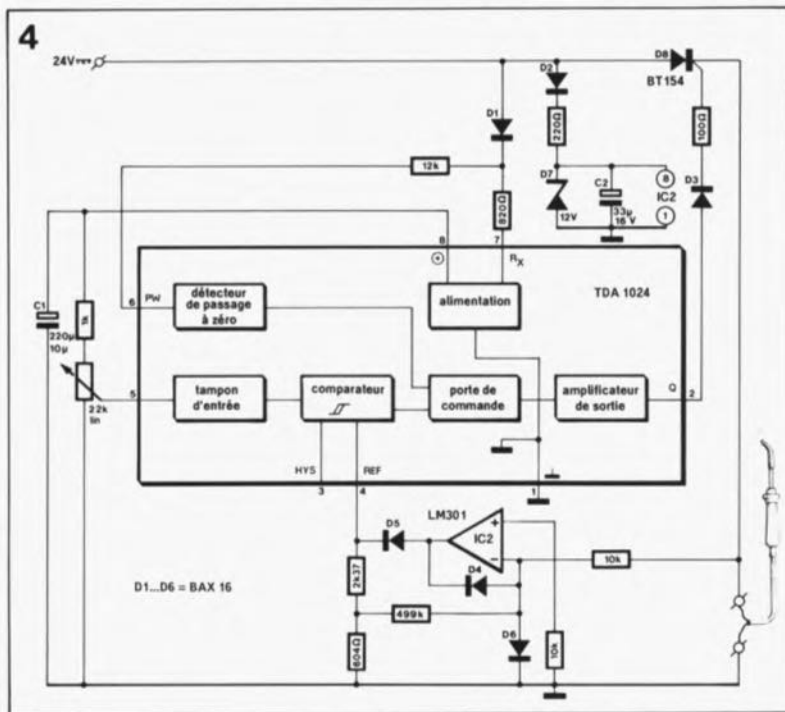 4
24V
D8
BT154
D2
D1
220Ω
100Ω
12k
D7
12V
C2
33µ
16 V
8
IC2
1
D3
820Ω
8
7
RX
TDA 1024
C1
220µ
10µ
1k
6
PW
détecteur
de passage
à zéro
alimentation
22k
lin
5
tampon
d'entrée
comparateur
porte de
commande
amplificateur
de sortie
Q
2
HYS
REF
3
4
1
LM301
D5
IC2
+
−
D4
10k
2k37
499k
D6
10k
604Ω
D1...D6 = BAX 16